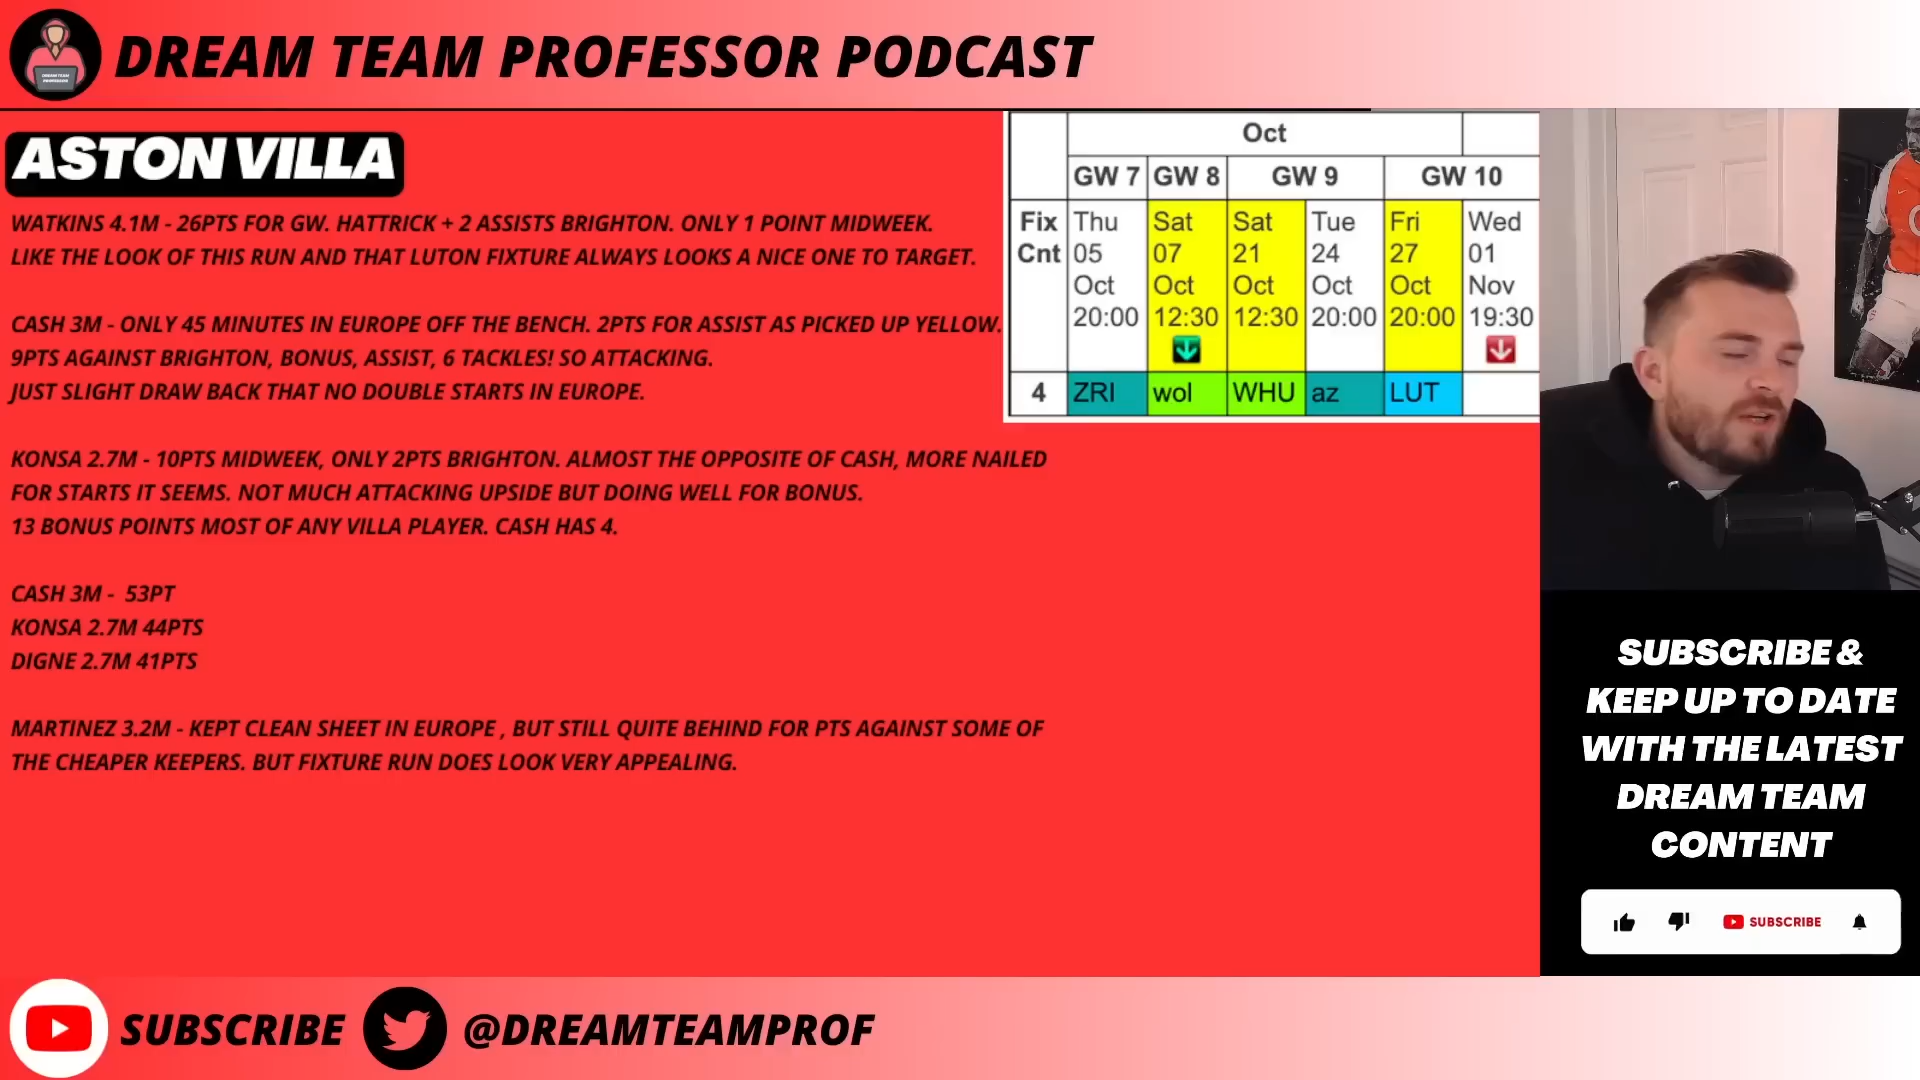 DREAM TEAM PROFESSOR PODCAST
ASTON VILLA
WATKINS 4.1M - 26PTS FOR GW. HATTRICK + 2 ASSISTS BRIGHTON. ONLY 1 POINT MIDWEEK.
LIKE THE LOOK OF THIS RUN AND THAT LUTON FIXTURE ALWAYS LOOKS A NICE ONE TO TARGET.
CASH 3M - ONLY 45 MINUTES IN EUROPE OFF THE BENCH. 2PTS FOR ASSIST AS PICKED UP YELLOW.
9PTS AGAINST BRIGHTON, BONUS, ASSIST, 6 TACKLES! SO ATTACKING.
JUST SLIGHT DRAW BACK THAT NO DOUBLE STARTS IN EUROPE.
KONSA 2.7M - 10PTS MIDWEEK, ONLY 2PTS BRIGHTON. ALMOST THE OPPOSITE OF CASH, MORE NAILED
FOR STARTS IT SEEMS. NOT MUCH ATTACKING UPSIDE BUT DOING WELL FOR BONUS.
13 BONUS POINTS MOST OF ANY VILLA PLAYER. CASH HAS 4.
CASH 3M - 53PT
KONSA 2.7M 44PTS
DIGNE 2.7M 41PTS
MARTINEZ 3.2M - KEPT CLEAN SHEET IN EUROPE , BUT STILL QUITE BEHIND FOR PTS AGAINST SOME OF
THE CHEAPER KEEPERS. BUT FIXTURE RUN DOES LOOK VERY APPEALING.
Oct
GW 7 GW 8 GW 9 GW 10
Fix Thu Sat Sat Tue Fri Wed
Cnt 05 07 21 24 27 01
Oct Oct Oct Oct Oct Nov
20:00 12:30 12:30 20:00 20:00 19:30
4 ZRI wol WHU az LUT
SUBSCRIBE &
KEEP UP TO DATE
WITH THE LATEST
DREAM TEAM
CONTENT
SUBSCRIBE
SUBSCRIBE @DREAMTEAMPROF